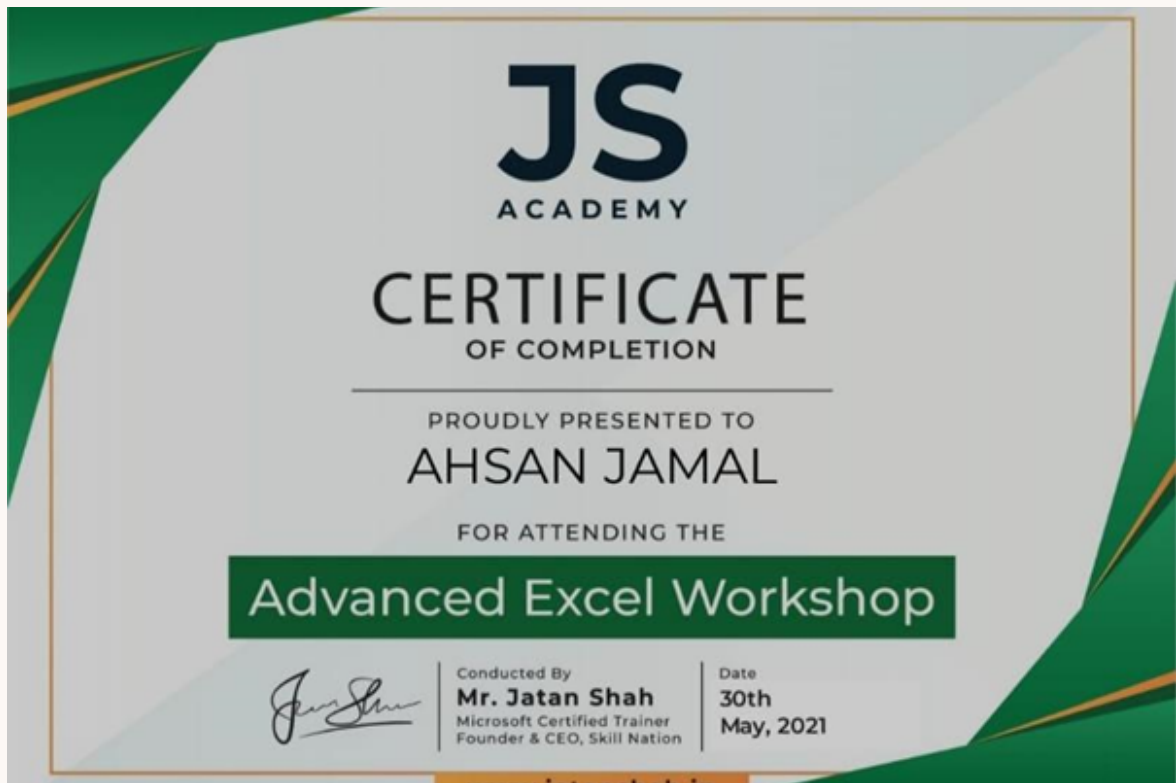 JS
ACADEMY
CERTIFICATE
OF COMPLETION
PROUDLY PRESENTED TO
AHSAN JAMAL
FOR ATTENDING THE
Advanced Excel Workshop
Conducted By
Mr. Jatan Shah
Microsoft Certified Trainer
Founder & CEO, Skill Nation
Date
30th
May, 2021